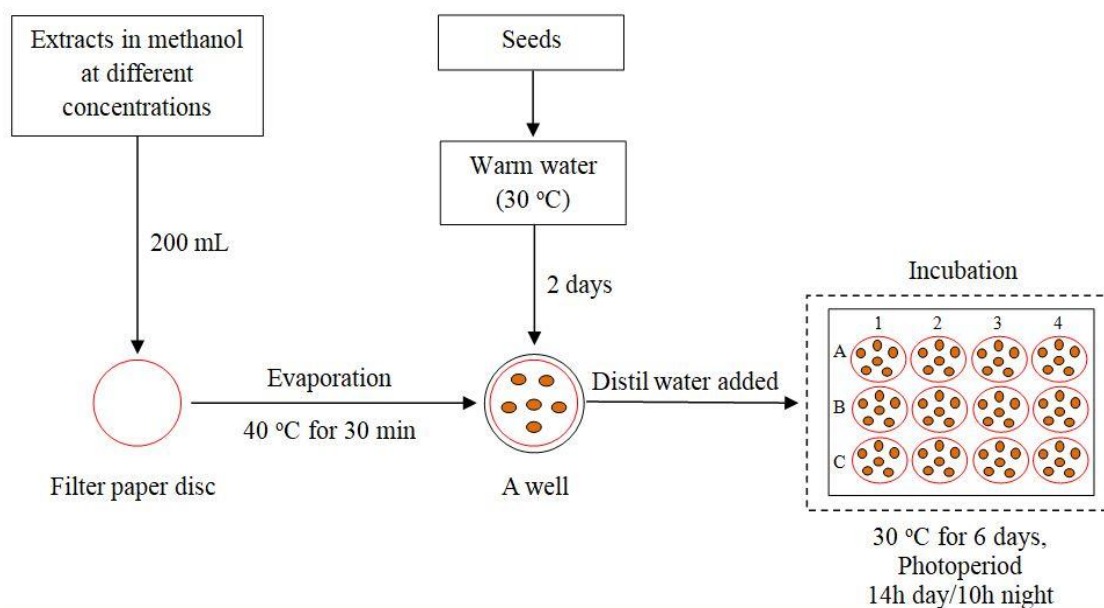 Extracts in methanol
at different
concentrations
Seeds
Warm water
(30 °C)
200 mL
2 days
Incubation
1 2 3 4
A
B
C
Evaporation
40 °C for 30 min
Distil water added
Filter paper disc
A well
30 °C for 6 days,
Photoperiod
14h day/10h night